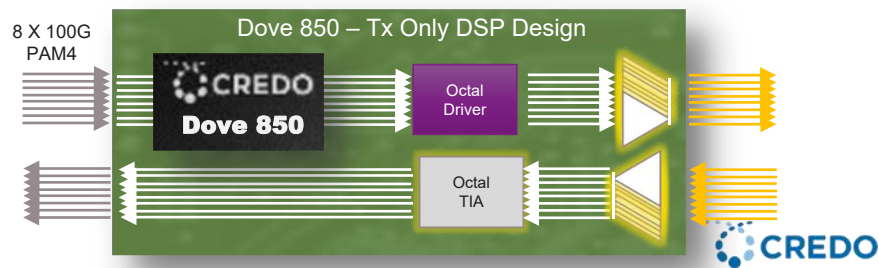 Dove 850 – Tx Only DSP Design
8 X 100G
PAM4
CREDO
Dove 850
Octal
Driver
Octal
TIA
CREDO